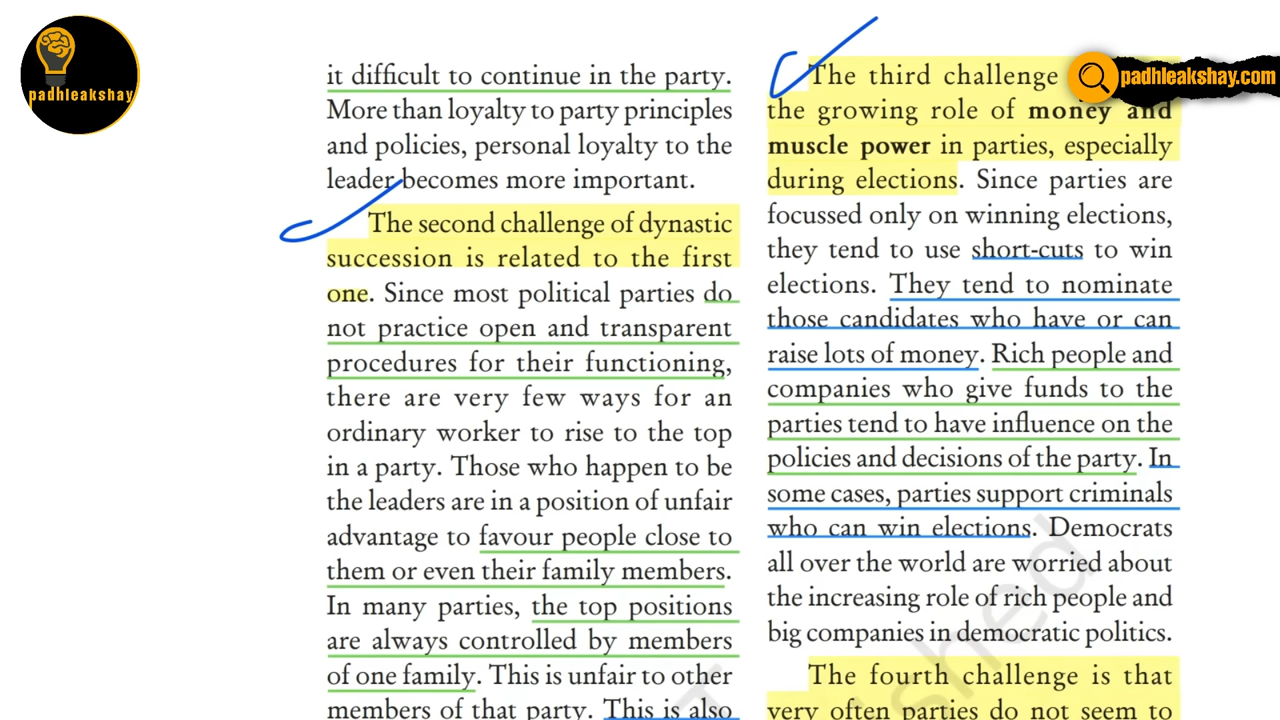 padhleakshay
it difficult to continue in the party.
More than loyalty to party principles
and policies, personal loyalty to the
leader becomes more important.
The second challenge of dynastic
succession is related to the first
one. Since most political parties do
not practice open and transparent
procedures for their functioning,
there are very few ways for an
ordinary worker to rise to the top
in a party. Those who happen to be
the leaders are in a position of unfair
advantage to favour people close to
them or even their family members.
In many parties, the top positions
are always controlled by members
of one family. This is unfair to other
members of that party. This is also
padhleakshay.com
The third challenge
the growing role of money and
muscle power in parties, especially
during elections. Since parties are
focussed only on winning elections,
they tend to use short-cuts to win
elections. They tend to nominate
those candidates who have or can
raise lots of money. Rich people and
companies who give funds to the
parties tend to have influence on the
policies and decisions of the party. In
some cases, parties support criminals
who can win elections. Democrats
all over the world are worried about
the increasing role of rich people and
big companies in democratic politics.
The fourth challenge is that
very often parties do not seem to